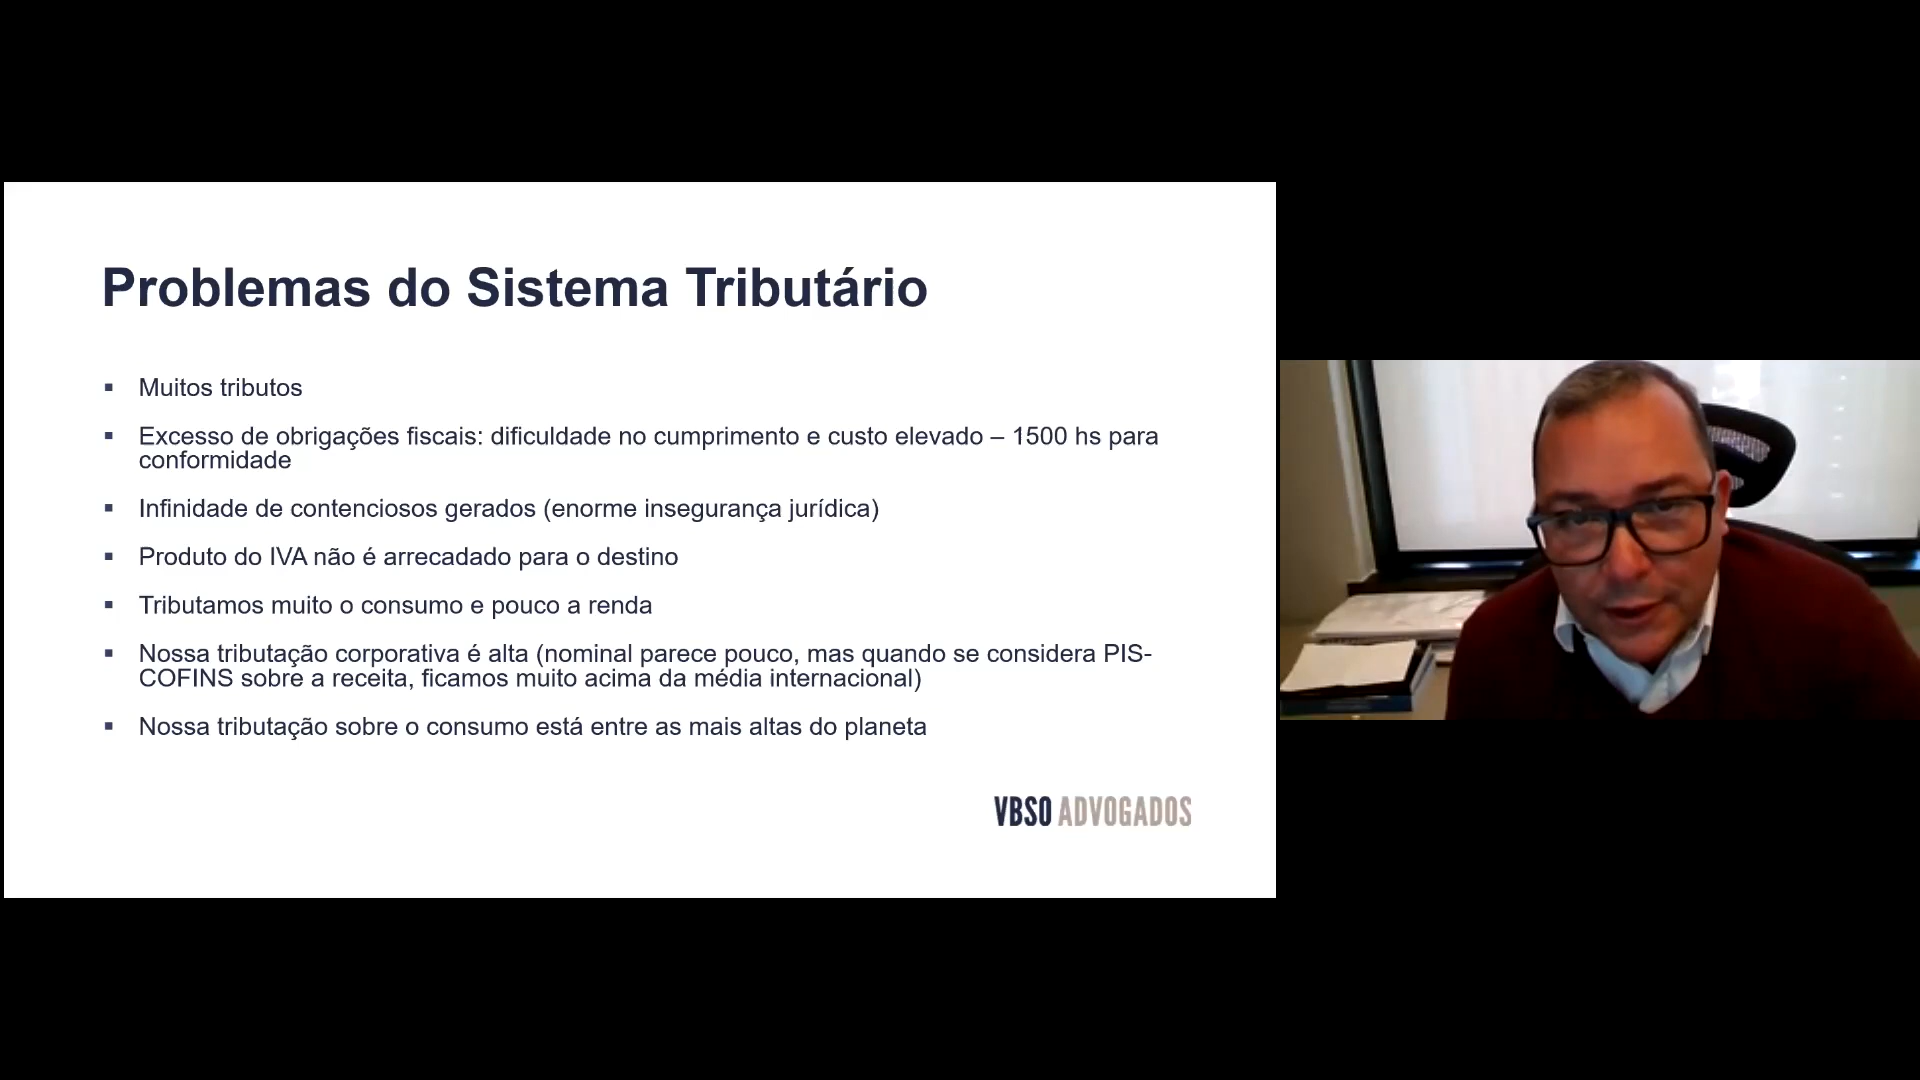 Problemas do Sistema Tributário
▪ Muitos tributos
▪ Excesso de obrigações fiscais: dificuldade no cumprimento e custo elevado – 1500 hs para
conformidade
▪ Infinidade de contenciosos gerados (enorme insegurança jurídica)
▪ Produto do IVA não é arrecadado para o destino
▪ Tributamos muito o consumo e pouco a renda
▪ Nossa tributação corporativa é alta (nominal parece pouco, mas quando se considera PIS-
COFINS sobre a receita, ficamos muito acima da média internacional)
▪ Nossa tributação sobre o consumo está entre as mais altas do planeta
VBSO ADVOGADOS